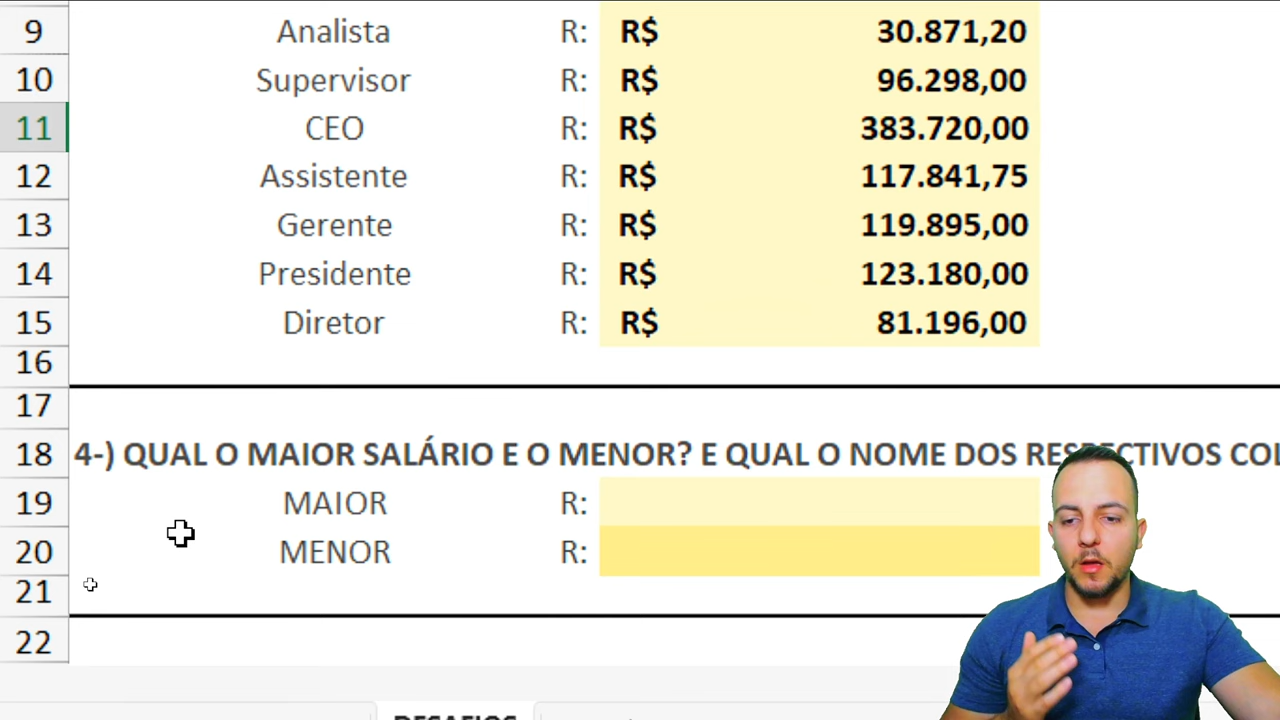 9 Analista R: R$ 30.871,20
10 Supervisor R: R$ 96.298,00
11 CEO R: R$ 383.720,00
12 Assistente R: R$ 117.841,75
13 Gerente R: R$ 119.895,00
14 Presidente R: R$ 123.180,00
15 Diretor R: R$ 81.196,00
16
17
18 4-) QUAL O MAIOR SALÁRIO E O MENOR? E QUAL O NOME DOS RESPECTIVOS
19 MAIOR R:
20 MENOR R:
21
22
DESAFIOS